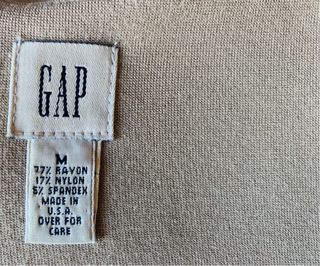 GAP
M
77% RAYON
17% NYLON
6% SPANDEX
MADE IN
U.S.A.
OVER FOR
CARE